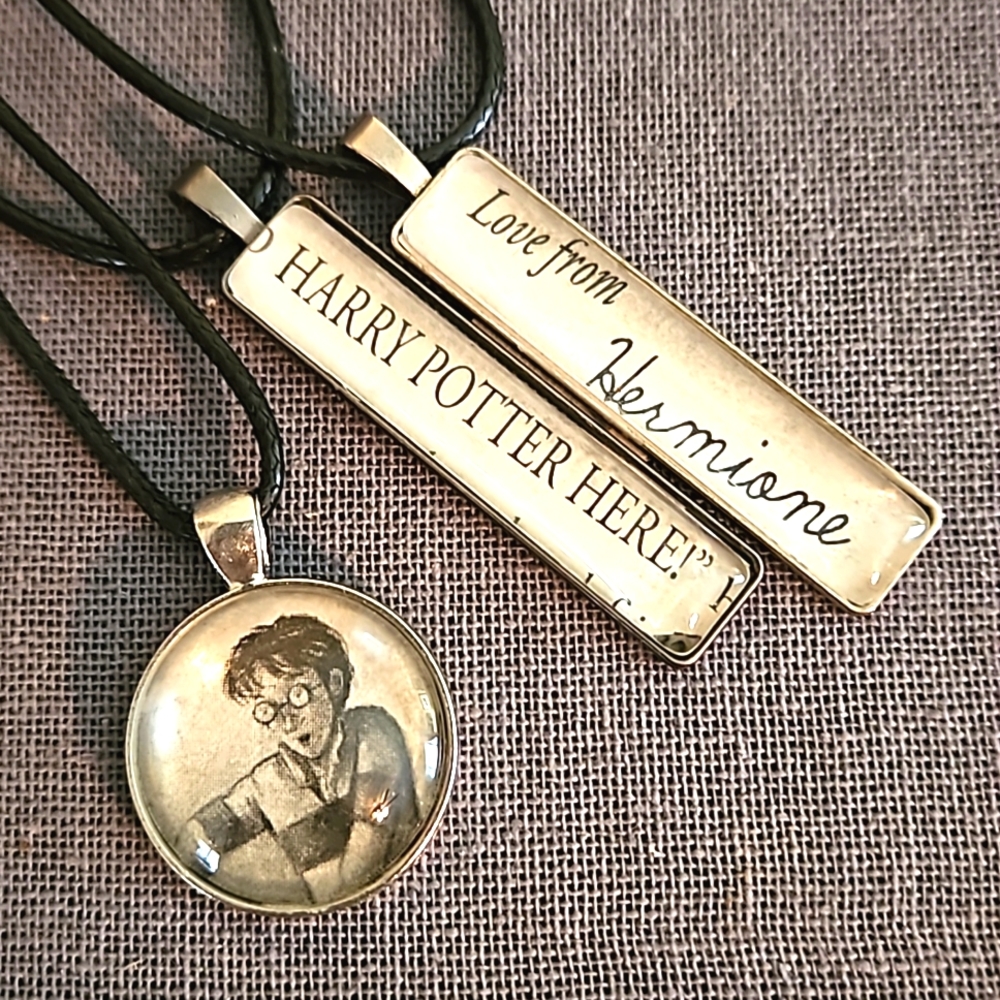 D HARRY POTTER HERE!” H
Love from
Hermione